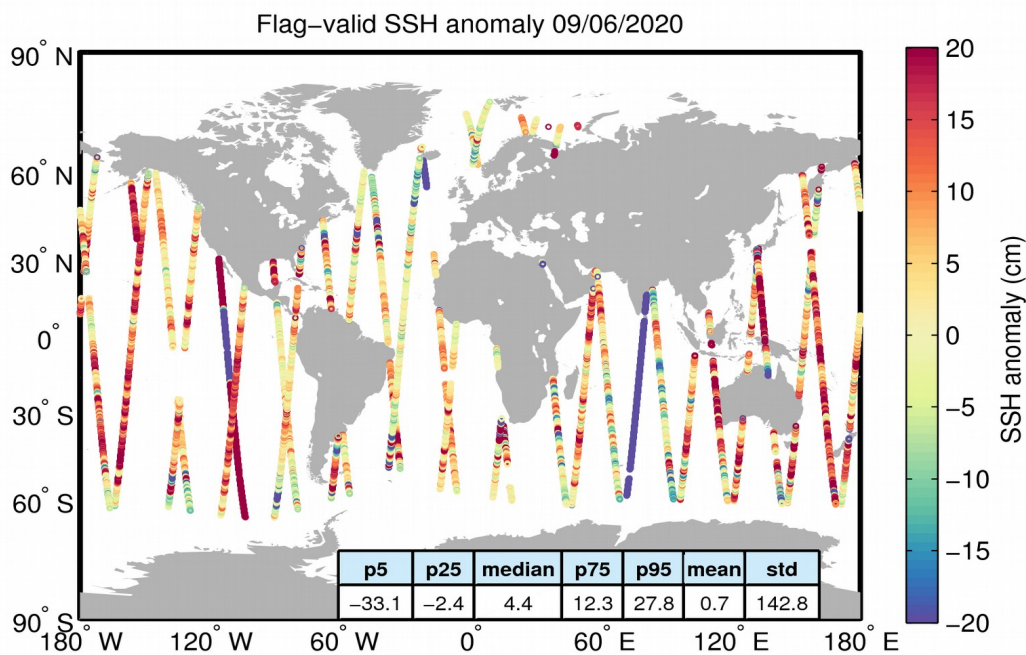 Flag−valid SSH anomaly 09/06/2020
90° N
60° N
30° N
0°
30° S
60° S
90° S
180° W
120° W
60° W
0°
60° E
120° E
180° E
p5 p25 median p75 p95 mean std
−33.1 −2.4 4.4 12.3 27.8 0.7 142.8
20
15
10
5
0
−5
−10
−15
−20
SSH anomaly (cm)